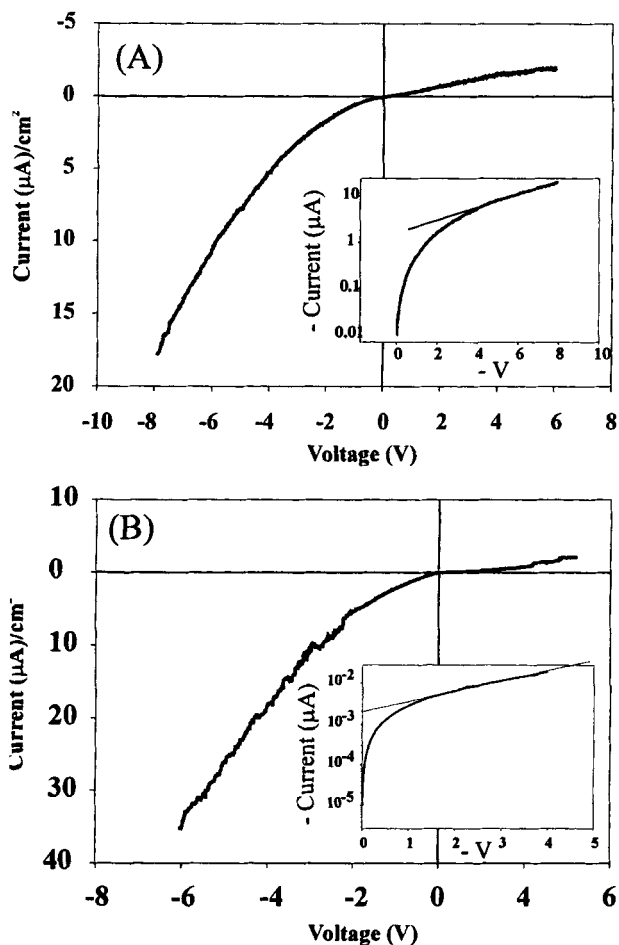 -5
(A)
0
5
10
15
20
Current (μA)/cm²
-10 -8 -6 -4 -2 0 2 4 6 8
Voltage (V)
10
1
0.1
0.01
- Current (μA)
0 2 4 6 8 10
- V
10
(B)
0
10
20
30
40
Current (μA)/cm-
-8 -6 -4 -2 0 2 4 6
Voltage (V)
10-2
10-3
10-4
10-5
- Current (μA)
0 1 2 3 4 5
- V